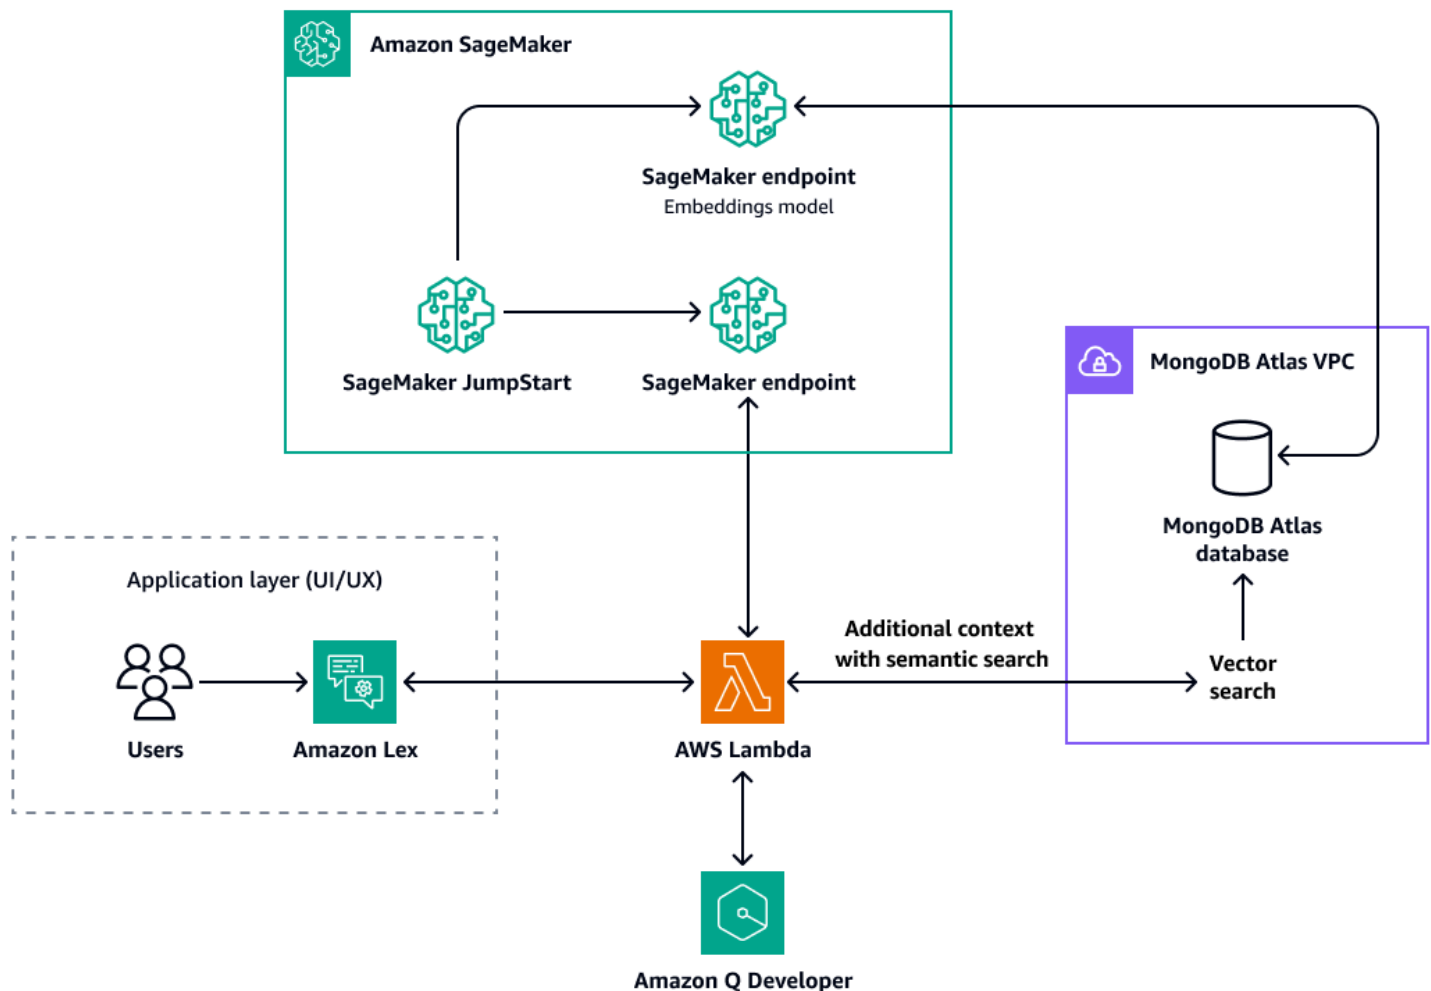 Amazon SageMaker
SageMaker endpoint
Embeddings model
SageMaker JumpStart
SageMaker endpoint
MongoDB Atlas VPC
MongoDB Atlas
database
Application layer (UI/UX)
Additional context
with semantic search
Vector
search
Users
Amazon Lex
AWS Lambda
Amazon Q Developer